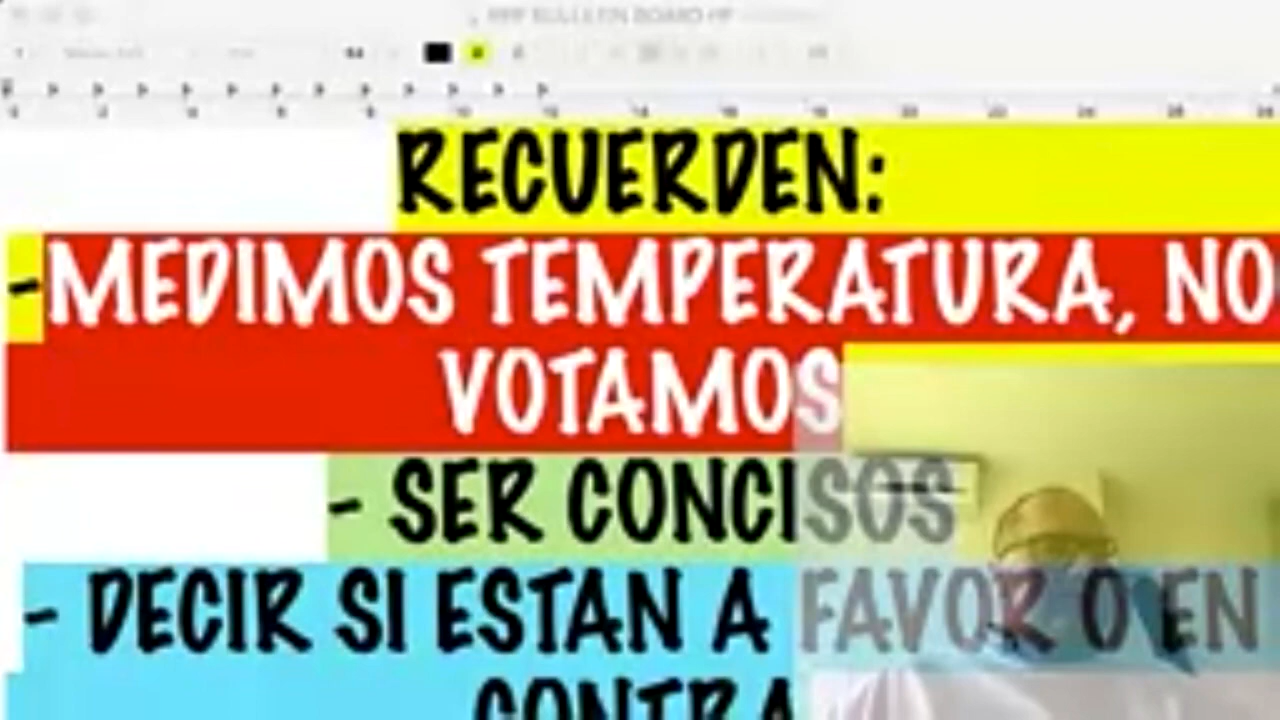 RECUERDEN:
-MEDIMOS TEMPERATURA, NO
VOTAMOS
- SER CONCISOS
- DECIR SI ESTAN A FAVOR O EN
CONTRA